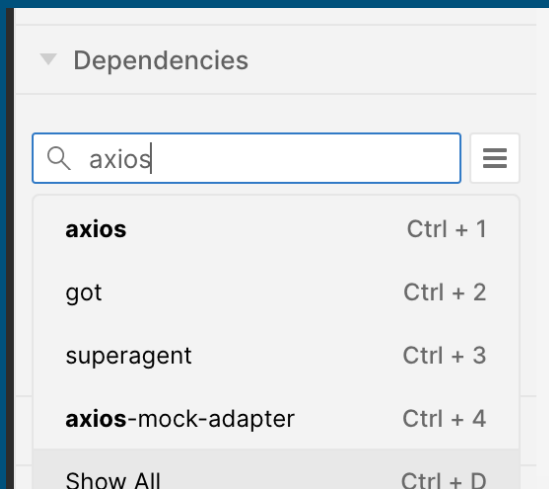 Dependencies
axios
axios Ctrl + 1
got Ctrl + 2
superagent Ctrl + 3
axios-mock-adapter Ctrl + 4
Show All Ctrl + D